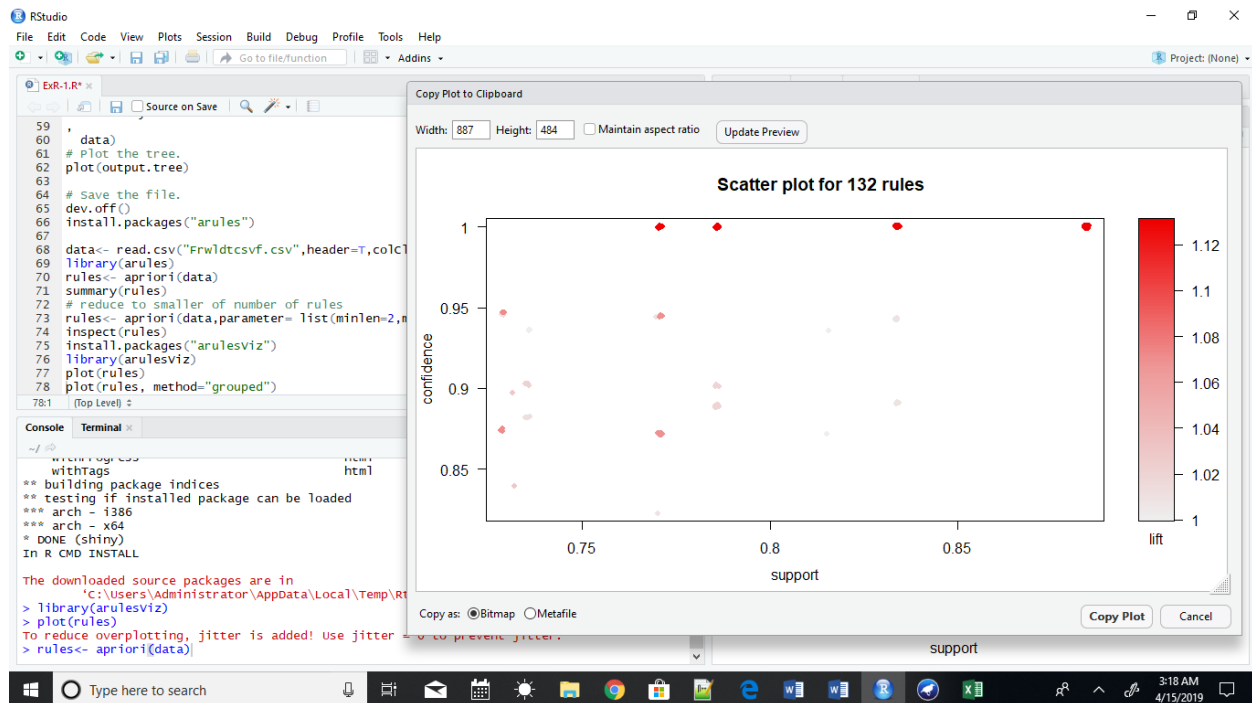 RStudio
File Edit Code View Plots Session Build Debug Profile Tools Help
Go to file/function
Addins
Project: (None)
ExR-1.R*
Source on Save
59 ,
60 data)
61 # Plot the tree.
62 plot(output.tree)
63
64 # Save the file.
65 dev.off()
66 install.packages("arules")
67
68 data<- read.csv("Frwldtcsvf.csv",header=T,colCl
69 library(arules)
70 rules<- apriori(data)
71 summary(rules)
72 # reduce to smaller of number of rules
73 rules<- apriori(data,parameter= list(minlen=2,m
74 inspect(rules)
75 install.packages("arulesViz")
76 library(arulesViz)
77 plot(rules)
78 plot(rules, method="grouped")
78:1 (Top Level)
Console Terminal
~/
withTags html
** building package indices
** testing if installed package can be loaded
*** arch - i386
*** arch - x64
* DONE (shiny)
In R CMD INSTALL
The downloaded source packages are in
‘C:\Users\Administrator\AppData\Local\Temp\Rt
> library(arulesViz)
> plot(rules)
To reduce overplotting, jitter is added! Use jitter = 0 to prevent jitter.
> rules<- apriori(data)
Copy Plot to Clipboard
Width: 887 Height: 484 Maintain aspect ratio Update Preview
Scatter plot for 132 rules
1
0.95
0.9
0.85
confidence
0.75 0.8 0.85
support
1.12
1.1
1.08
1.06
1.04
1.02
1
lift
Copy as: Bitmap Metafile
Copy Plot Cancel
support
Type here to search
3:18 AM
4/15/2019